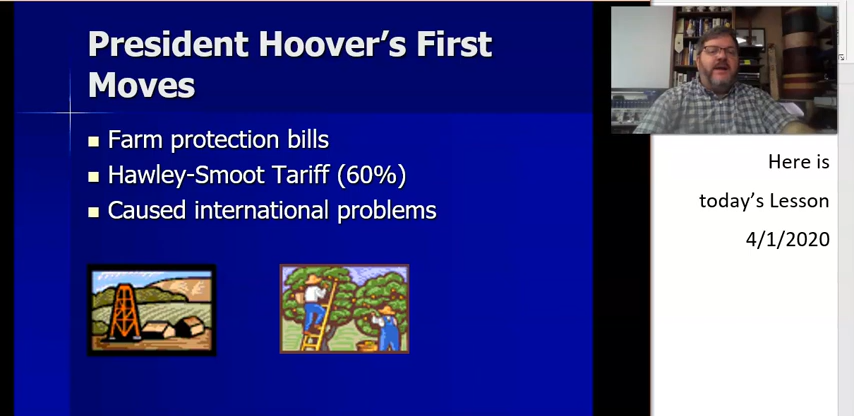 President Hoover’s First
Moves
Farm protection bills
Hawley-Smoot Tariff (60%)
Caused international problems
Here is
today’s Lesson
4/1/2020